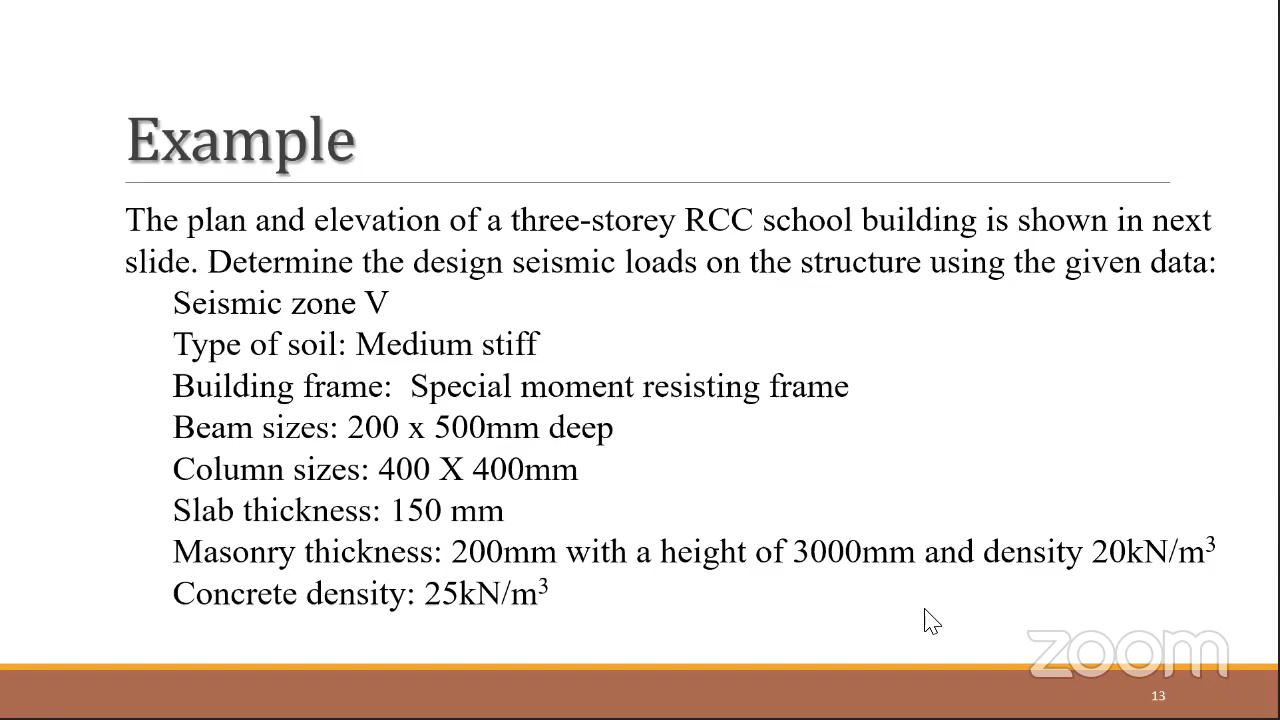 Example
The plan and elevation of a three-storey RCC school building is shown in next
slide. Determine the design seismic loads on the structure using the given data:
Seismic zone V
Type of soil: Medium stiff
Building frame:  Special moment resisting frame
Beam sizes: 200 x 500mm deep
Column sizes: 400 X 400mm
Slab thickness: 150 mm
Masonry thickness: 200mm with a height of 3000mm and density 20kN/m³
Concrete density: 25kN/m³
zoom
13